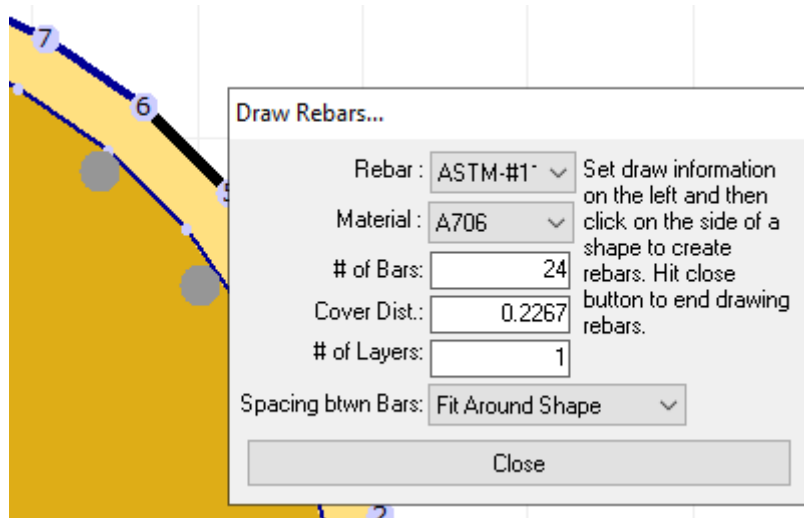 7
6
5
2
Draw Rebars...
Rebar : ASTM-#11
Material : A706
# of Bars: 24
Cover Dist.: 0.2267
# of Layers: 1
Spacing btwn Bars: Fit Around Shape
Set draw information
on the left and then
click on the side of a
shape to create
rebars. Hit close
button to end drawing
rebars.
Close